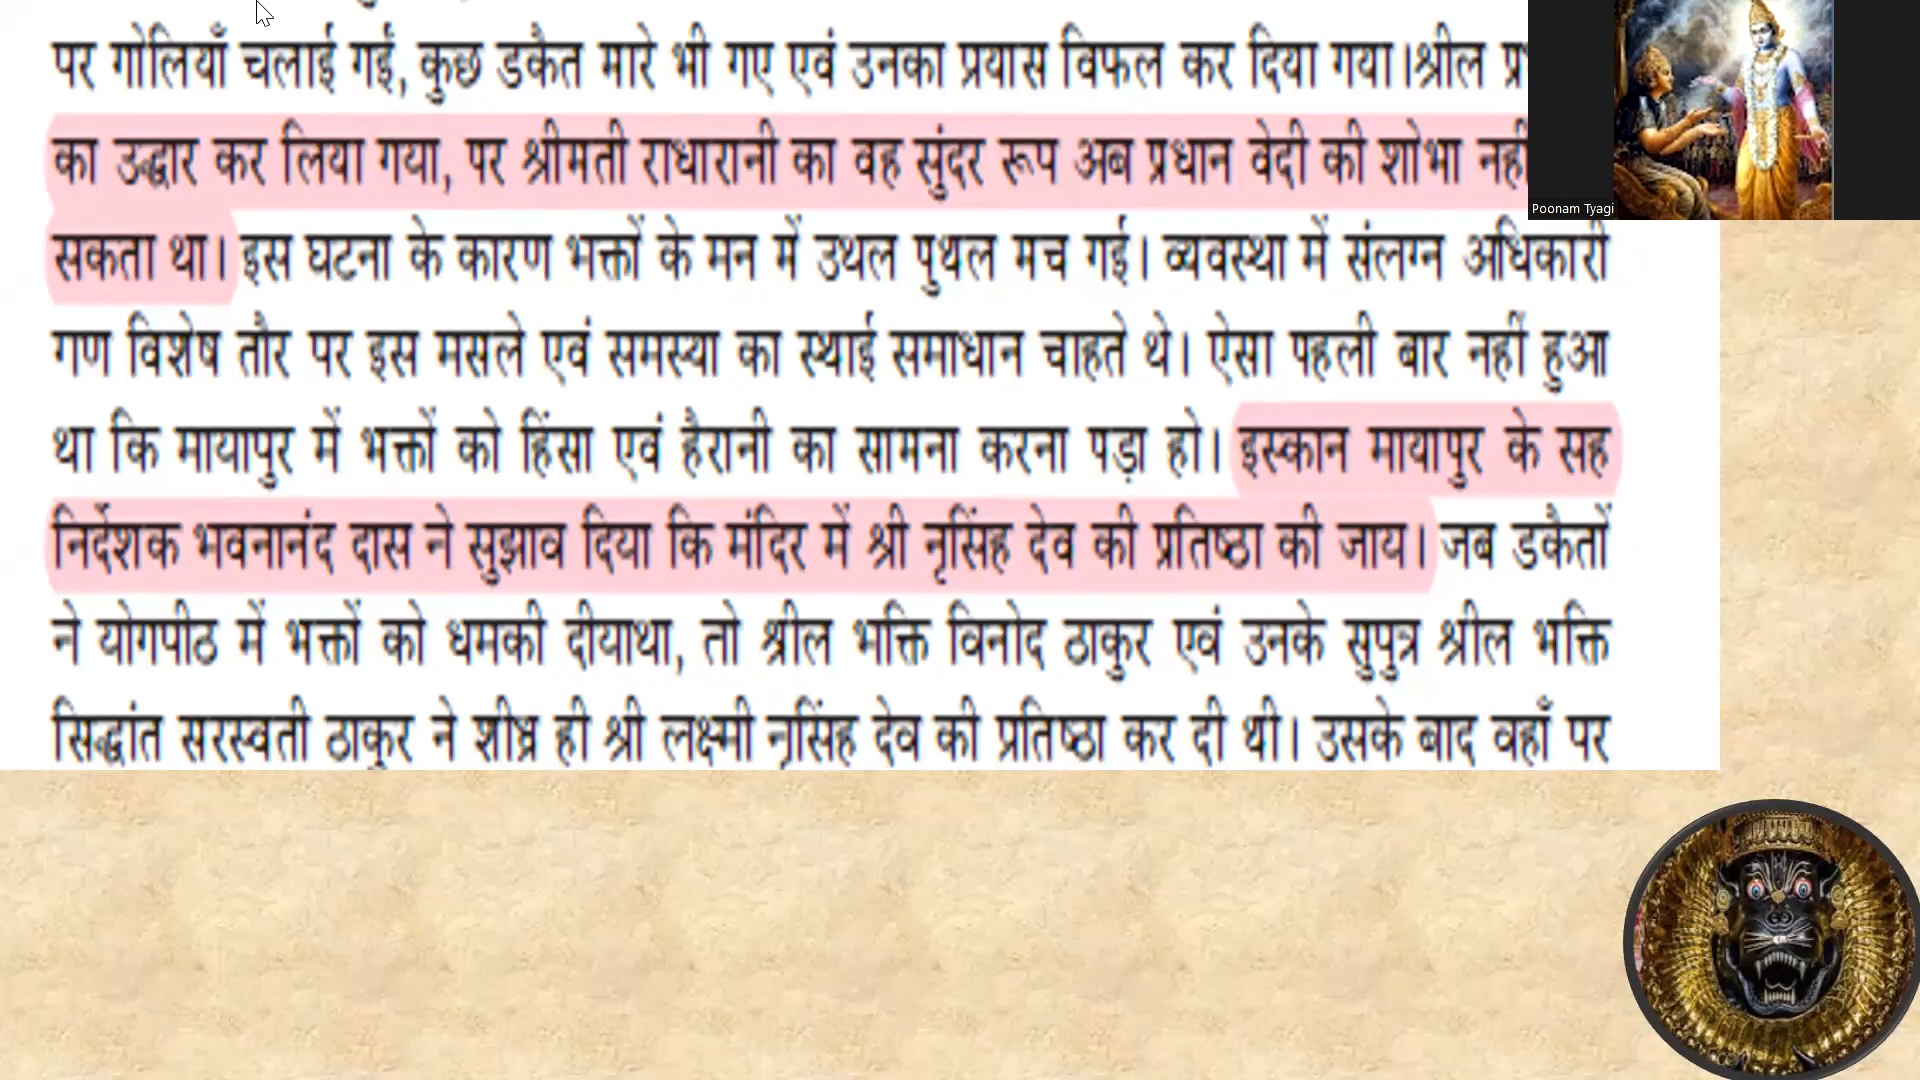 पर गोलियाँ चलाई गईं, कुछ डकैत मारे भी गए एवं उनका प्रयास विफल कर दिया गया।श्रील
का उद्धार कर लिया गया, पर श्रीमती राधारानी का वह सुंदर रूप अब प्रधान वेदी की शोभा
सकता था। इस घटना के कारण भक्तों के मन में उथल पुथल मच गई। व्यवस्था में संलग्न अधिकारी
गण विशेष तौर पर इस मसले एवं समस्या का स्थाई समाधान चाहते थे। ऐसा पहली बार नहीं हुआ
था कि मायापुर में भक्तों को हिंसा एवं हैरानी का सामना करना पड़ा हो। इस्कान मायापुर के सह
निर्देशक भवनानंद दास ने सुझाव दिया कि मंदिर में श्री नृसिंह देव की प्रतिष्ठा की जाय। जब डकैतों
ने योगपीठ में भक्तों को धमकी दीयाथा, तो श्रील भक्ति विनोद ठाकुर एवं उनके सुपुत्र श्रील भक्ति
सिद्धांत सरस्वती ठाकुर ने शीघ्र ही श्री लक्ष्मी नृसिंह देव की प्रतिष्ठा कर दी थी। उसके बाद वहाँ पर
Poonam Tyagi